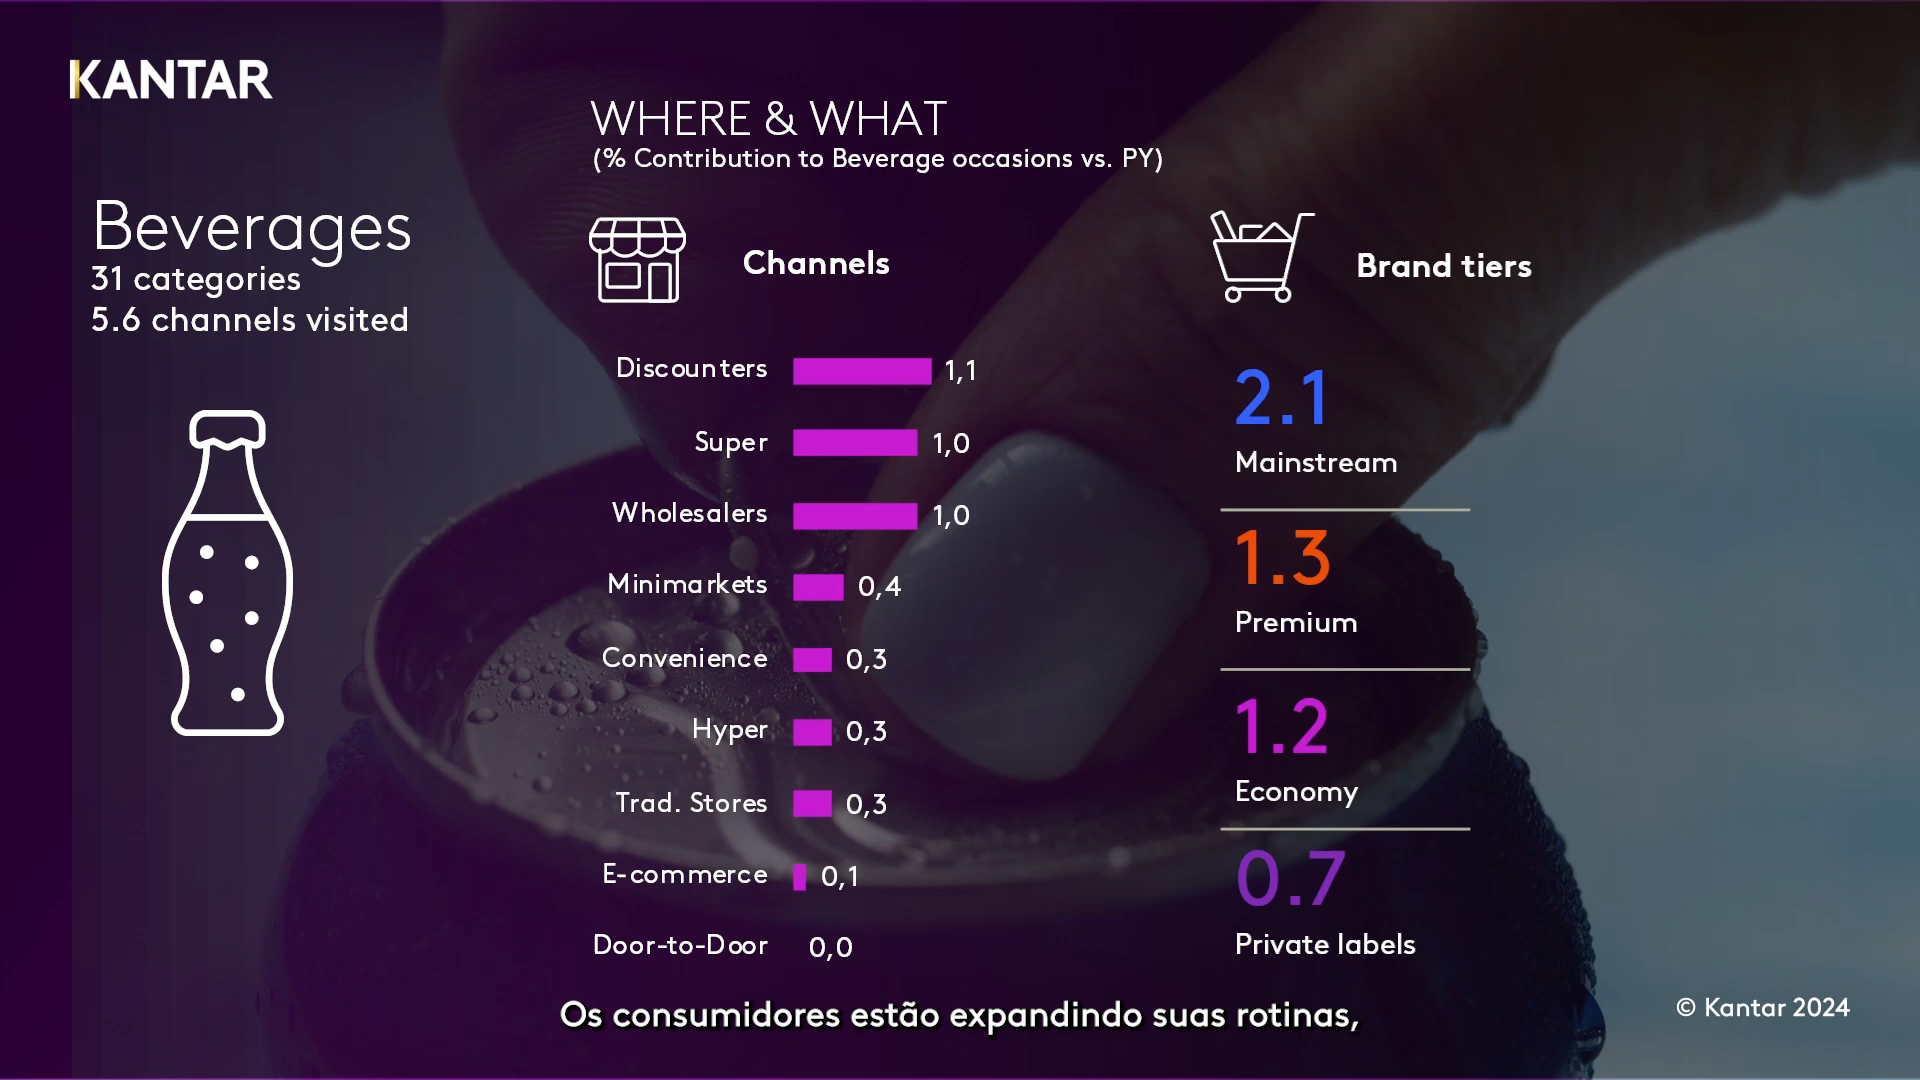 KANTAR
WHERE & WHAT
(% Contribution to Beverage occasions vs. PY)
Beverages
31 categories
5.6 channels visited
Channels
Discounters 1,1
Super 1,0
Wholesalers 1,0
Minimarkets 0,4
Convenience 0,3
Hyper 0,3
Trad. Stores 0,3
E-commerce 0,1
Door-to-Door 0,0
Brand tiers
2.1
Mainstream
1.3
Premium
1.2
Economy
0.7
Private labels
Os consumidores estão expandindo suas rotinas,
© Kantar 2024